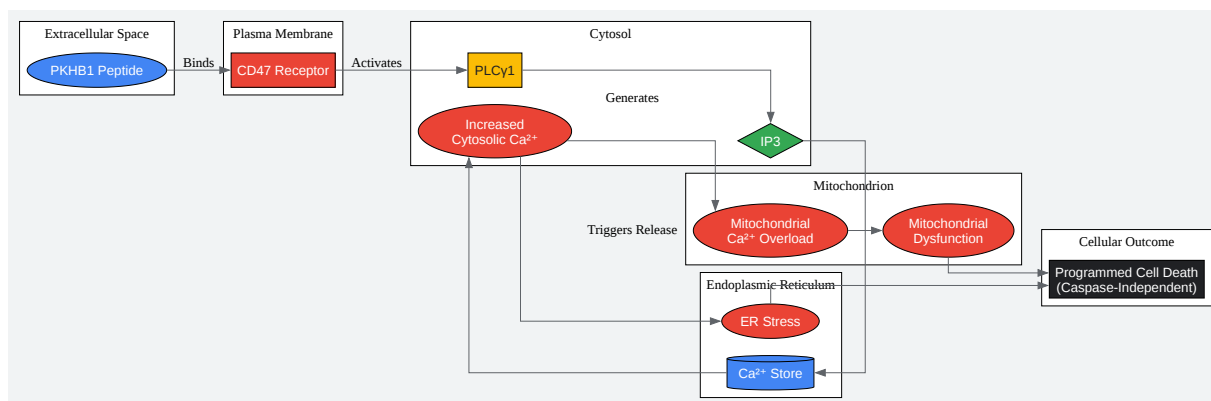 Extracellular Space
PKHB1 Peptide
Binds
Plasma Membrane
CD47 Receptor
Activates
Cytosol
PLCγ1
Generates
Increased
Cytosolic Ca²⁺
IP3
Mitochondrion
Triggers Release
Mitochondrial
Ca²⁺ Overload
Mitochondrial
Dysfunction
Endoplasmic Reticulum
ER Stress
Ca²⁺ Store
Cellular Outcome
Programmed Cell Death
(Caspase-Independent)